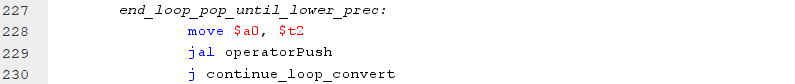 227 end_loop_pop_until_lower_prec:
228 move $a0, $t2
229 jal operatorPush
230 j continue_loop_convert